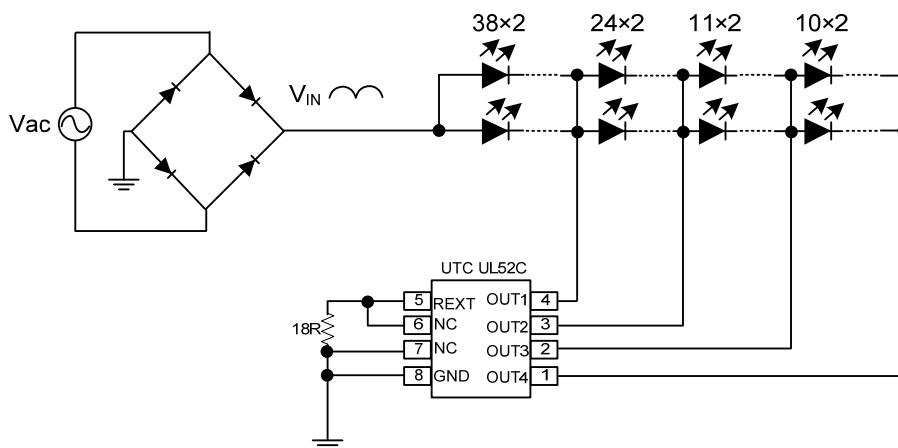 38×2 24×2 11×2 10×2
V_IN
Vac
UTC UL52C
5 REXT OUT1 4
18R
6 NC OUT2 3
7 NC OUT3 2
8 GND OUT4 1